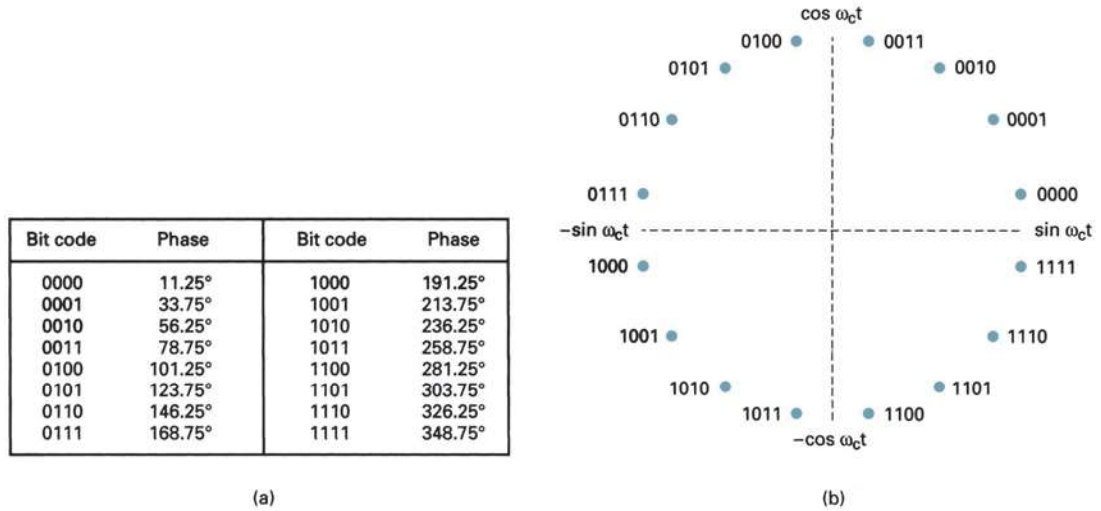 Bit code Phase Bit code Phase
0000 11.25° 1000 191.25°
0001 33.75° 1001 213.75°
0010 56.25° 1010 236.25°
0011 78.75° 1011 258.75°
0100 101.25° 1100 281.25°
0101 123.75° 1101 303.75°
0110 146.25° 1110 326.25°
0111 168.75° 1111 348.75°
(a)
cos ωct
0100 0011
0101 0010
0110 0001
0111 0000
−sin ωct sin ωct
1000 1111
1001 1110
1010 1101
1011 1100
−cos ωct
(b)